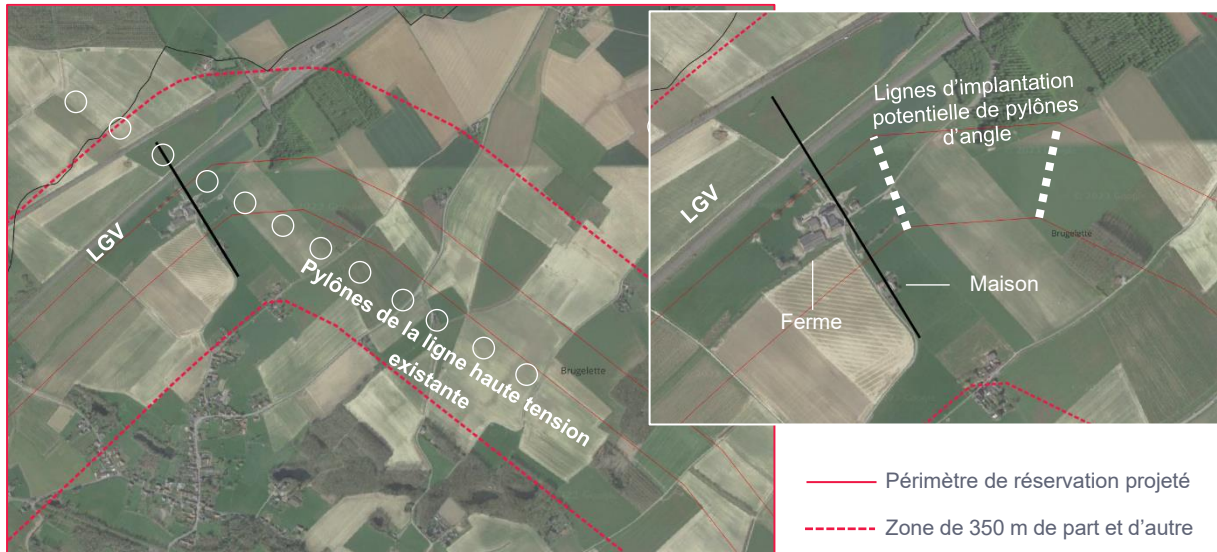 LGV
Pylônes de la ligne haute tension
existante
Brugelette
Lignes d'implantation
potentielle de pylônes
d'angle
LGV
Brugelette
Maison
Ferme
Périmètre de réservation projeté
Zone de 350 m de part et d'autre